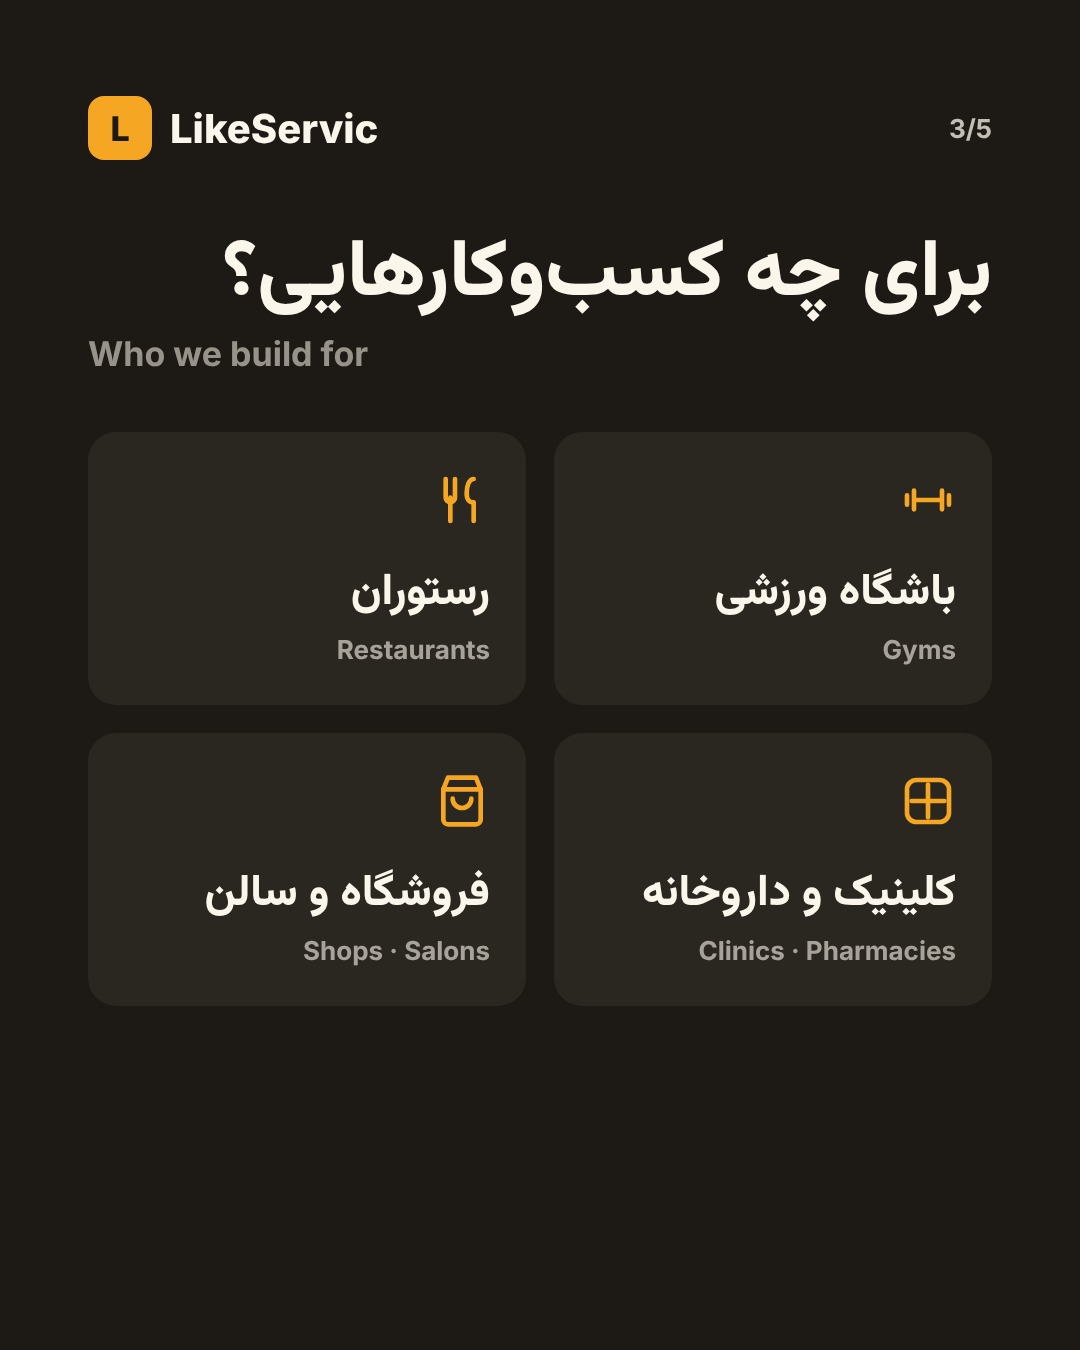 L LikeServic
3/5
برای چه کسب‌وکارهایی؟
Who we build for
باشگاه ورزشی
Gyms
رستوران
Restaurants
کلینیک و داروخانه
Clinics · Pharmacies
فروشگاه و سالن
Shops · Salons